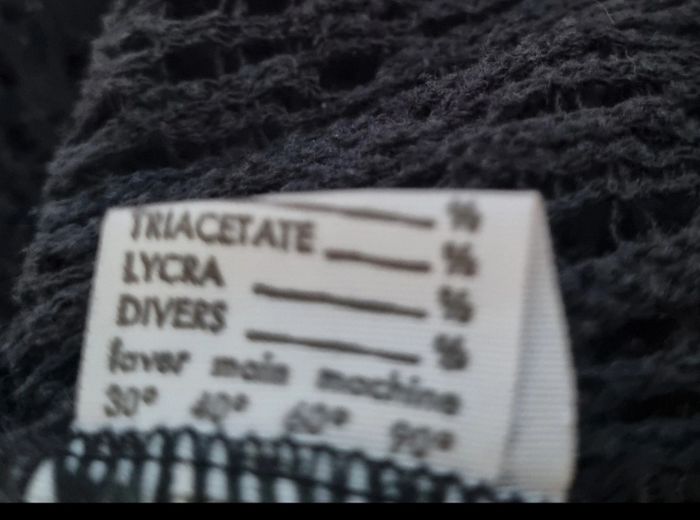 %
TRIACETATE %
LYCRA %
DIVERS %
laver main machine
30° 40° 60° 90°